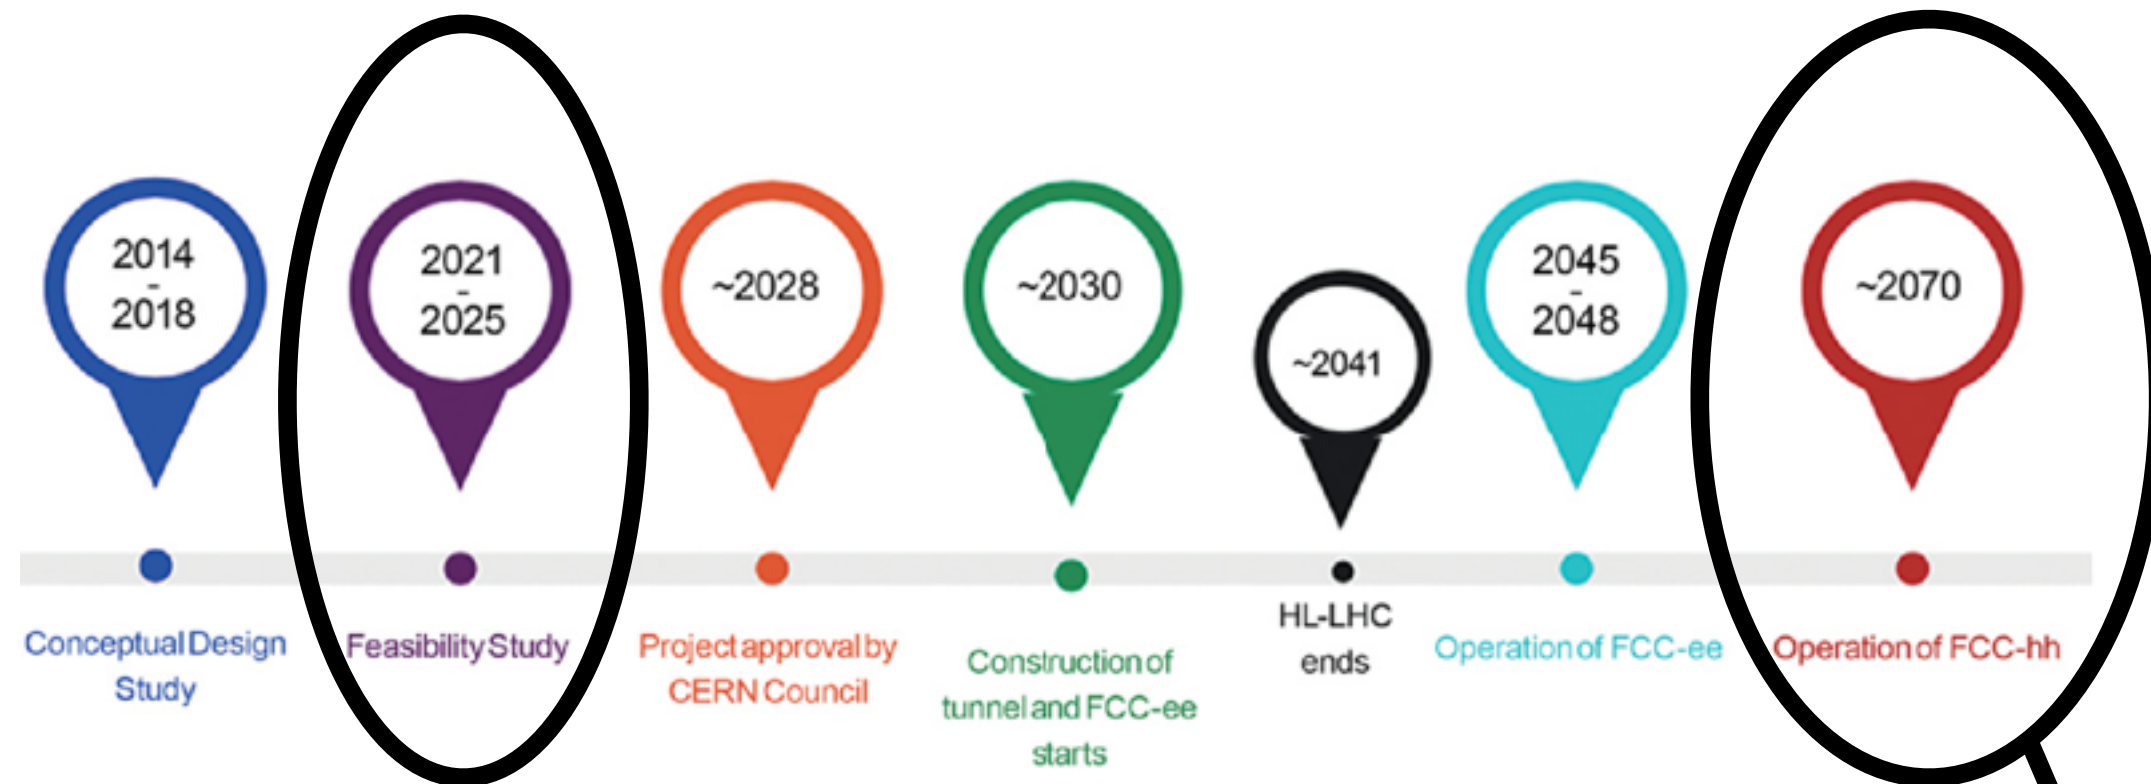 2014
-
2018
2021
-
2025
~2028
~2030
~2041
2045
-
2048
~2070
Conceptual Design
Study
Feasibility Study
Project approval by
CERN Council
Construction of
tunnel and FCC-ee
starts
HL-LHC
ends
Operation of FCC-ee
Operation of FCC-hh